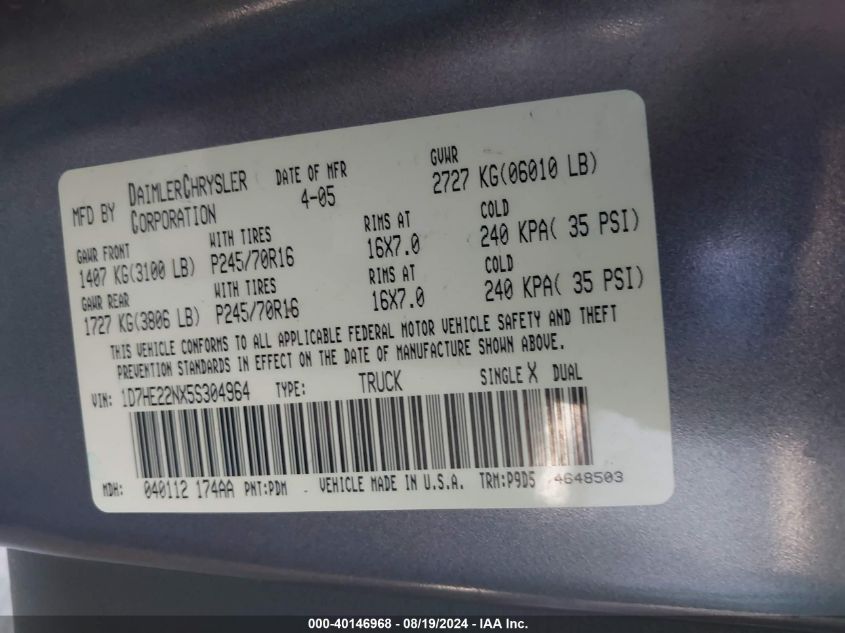 MFD BY DAIMLERCHRYSLER CORPORATION DATE OF MFR 4-05 GVWR 2727 KG(06010 LB)
GAWR FRONT WITH TIRES RIMS AT COLD
1407 KG(3100 LB) P245/70R16 16X7.0 240 KPA( 35 PSI)
GAWR REAR WITH TIRES RIMS AT COLD
1727 KG(3806 LB) P245/70R16 16X7.0 240 KPA( 35 PSI)
THIS VEHICLE CONFORMS TO ALL APPLICABLE FEDERAL MOTOR VEHICLE SAFETY AND THEFT
PREVENTION STANDARDS IN EFFECT ON THE DATE OF MANUFACTURE SHOWN ABOVE.
VIN: 1D7HE22NX5S304964 TYPE: TRUCK SINGLE X DUAL
MDH: 040112 174AA PNT:PDM VEHICLE MADE IN U.S.A. TRM:P9D5 4648503
000-40146968 - 08/19/2024 - IAA Inc.